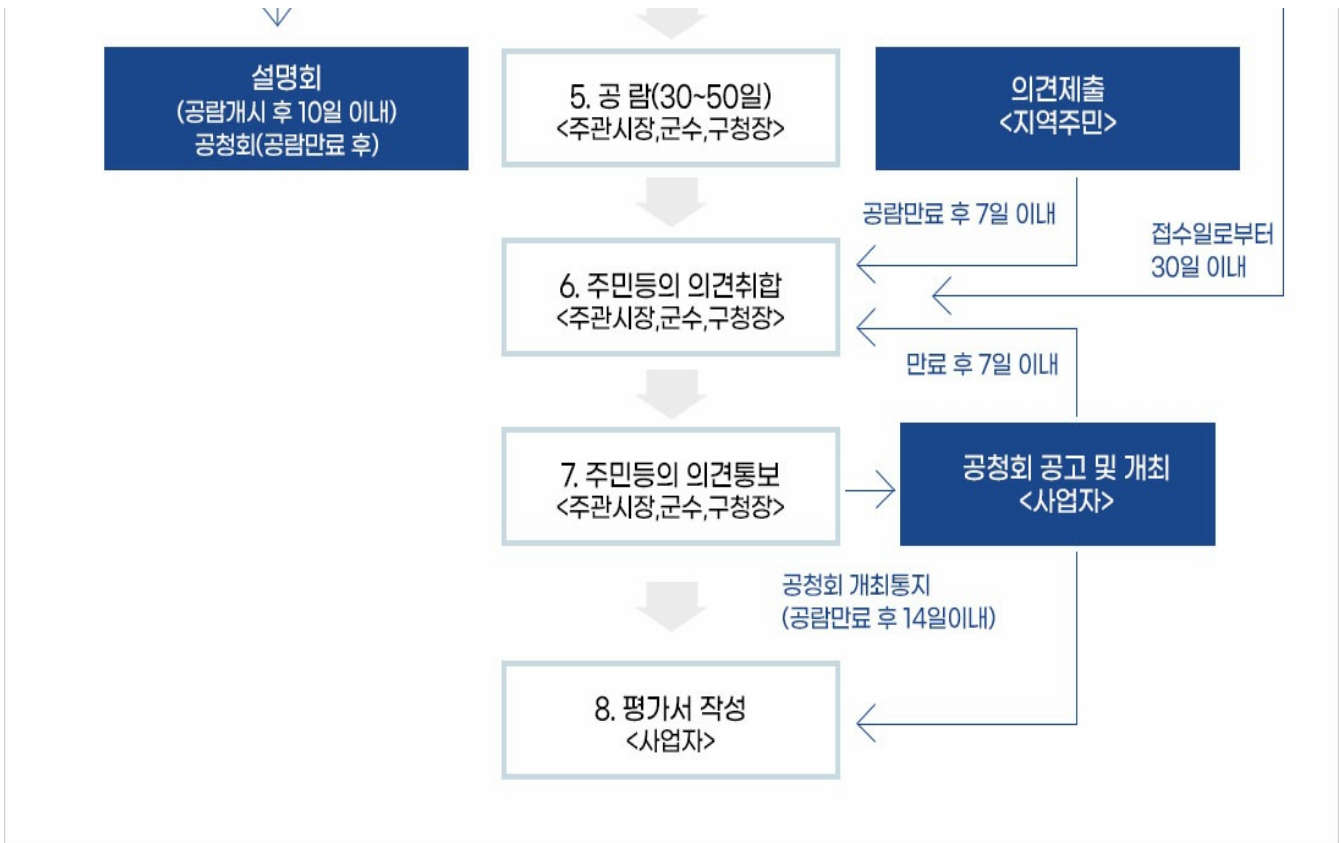 설명회
(공람개시 후 10일 이내)
공청회(공람만료 후)
5. 공 람(30~50일)
<주관시장,군수,구청장>
의견제출
<지역주민>
공람만료 후 7일 이내
접수일로부터
30일 이내
6. 주민등의 의견취합
<주관시장,군수,구청장>
만료 후 7일 이내
7. 주민등의 의견통보
<주관시장,군수,구청장>
공청회 공고 및 개최
<사업자>
공청회 개최통지
(공람만료 후 14일이내)
8. 평가서 작성
<사업자>